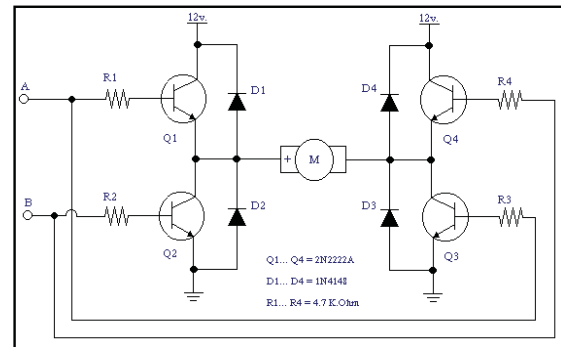 12v.
12v.
A
R1
D1
D4
R4
Q1
+ M
Q4
B
R2
R3
D2
D3
Q2
Q3
Q1... Q4 = 2N2222A
D1... D4 = 1N4148
R1... R4 = 4.7 K.Ohm